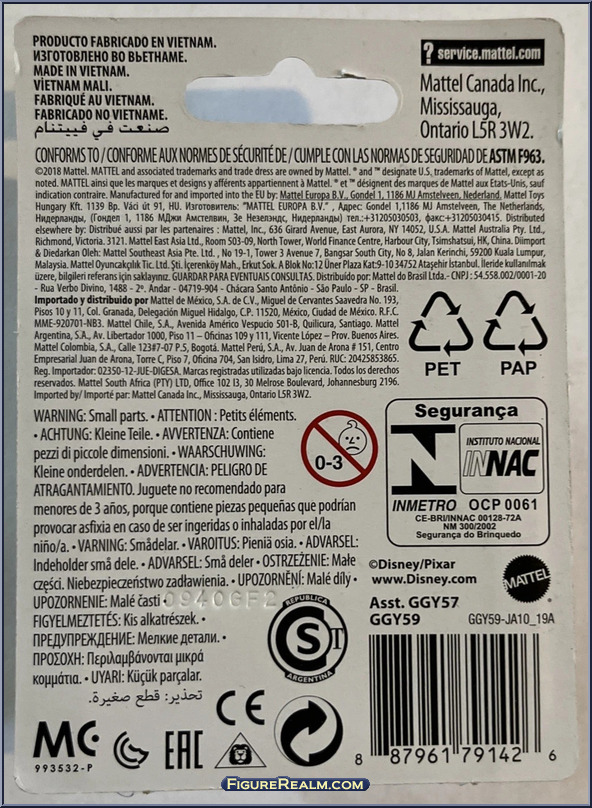 PRODUCTO FABRICADO EN VIETNAM.
ИЗГОТОВЛЕНО ВО ВЬЕТНАМЕ.
MADE IN VIETNAM.
VİETNAM MALI.
FABRIQUÉ AU VIETNAM.
FABRICADO NO VIETNAME.
صنعت في فييتنام
? service.mattel.com
Mattel Canada Inc.,
Mississauga,
Ontario L5R 3W2.
CONFORMS TO / CONFORME AUX NORMES DE SÉCURITÉ DE / CUMPLE CON LAS NORMAS DE SEGURIDAD DE ASTM F963.
©2018 Mattel. MATTEL and associated trademarks and trade dress are owned by Mattel. ® and ™ designate U.S. trademarks of Mattel, except as
noted. MATTEL ainsi que les marques et designs y afférents appartiennent à Mattel. ® et ™ désignent des marques de Mattel aux États-Unis, sauf
indication contraire. Manufactured for and imported into the EU by: Mattel Europa B.V., Gondel 1, 1186 MJ Amstelveen, Nederland. Mattel Toys
Hungary Kft. 1139 Bp. Váci út 91, HU. Изготовитель: "MATTEL EUROPA B.V." , Адрес: Gondel 1,1186 MJ Amstelveen, The Netherlands,
Нидерланды, (Гондел 1, 1186 МДжи Амстелвин, Зе Незелэндс, Нидерланды) тел.:+31205030503, факс:+31205030415. Distributed
elsewhere by: Distribué aussi par les partenaires : Mattel, Inc., 636 Girard Avenue, East Aurora, NY 14052, U.S.A. Mattel Australia Pty. Ltd.,
Richmond, Victoria. 3121. Mattel East Asia Ltd., Room 503-09, North Tower, World Finance Centre, Harbour City, Tsimshatsui, HK, China. Diimport
& Diedarkan Oleh: Mattel Southeast Asia Pte. Ltd. , No 19-1, Tower 3 Avenue 7, Bangsar South City, No 8, Jalan Kerinchi, 59200 Kuala Lumpur,
Malaysia. Mattel Oyuncakçılık Tic. Ltd. Şti. İçerenköy Mah., Erkut Sok. A Blok No:12 Üner Plaza Kat:9-10 34752 Ataşehir İstanbul. İleride kullanılmak
üzere, bilgileri referans için saklayınız. GUARDAR PARA EVENTUAIS CONSULTAS. Distribuído por: Mattel do Brasil Ltda.- CNPJ : 54.558.002/0001-20
- Rua Verbo Divino, 1488 - 2º. Andar - 04719-904 - Chácara Santo Antônio - São Paulo - SP - Brasil.
Importado y distribuido por Mattel de México, S.A. de C.V., Miguel de Cervantes Saavedra No. 193,
Pisos 10 y 11, Col. Granada, Delegación Miguel Hidalgo, C.P. 11520, México, Ciudad de México. R.F.C.
MME-920701-NB3. Mattel Chile, S.A., Avenida Américo Vespucio 501-B, Quilicura, Santiago. Mattel
Argentina, S.A., Av. Libertador 1000, Piso 11 – Oficinas 109 y 111, Vicente López – Prov. Buenos Aires.
Mattel Colombia, S.A., Calle 123#7-07 P.5, Bogotá. Mattel Perú, S.A., Av. Juan de Arona # 151, Centro
Empresarial Juan de Arona, Torre C, Piso 7, Oficina 704, San Isidro, Lima 27, Perú. RUC: 20425853865.
Reg. Importador: 02350-12-JUE-DIGESA. Marcas registradas utilizadas bajo licencia. Todos los derechos
reservados. Mattel South Africa (PTY) LTD, Office 102 I3, 30 Melrose Boulevard, Johannesburg 2196.
Imported by/ Importé par: Mattel Canada Inc., Mississauga, Ontario L5R 3W2.
PET
PAP
WARNING: Small parts. • ATTENTION : Petits éléments.
• ACHTUNG: Kleine Teile. • AVVERTENZA: Contiene
pezzi di piccole dimensioni. • WAARSCHUWING:
Kleine onderdelen. • ADVERTENCIA: PELIGRO DE
ATRAGANTAMIENTO. Juguete no recomendado para
menores de 3 años, porque contiene piezas pequeñas que podrían
provocar asfixia en caso de ser ingeridas o inhaladas por el/la
niño/a. • VARNING: Smådelar. • VAROITUS: Pieniä osia. • ADVARSEL:
Indeholder små dele. • ADVARSEL: Små deler • OSTRZEŻENIE: Małe
części. Niebezpieczeństwo zadławienia. • UPOZORNĚNÍ: Malé díly •
UPOZORNENIE: Malé časti •
0940GF2
FIGYELMEZTETÉS: Kis alkatrészek. •
ПРЕДУПРЕЖДЕНИЕ: Мелкие детали. •
ΠΡΟΣΟΧΗ: Περιλαμβάνονται μικρά
κομμάτια. • UYARI: Küçük parçalar.
تحذير: قطع صغيرة.
0-3
Segurança
INSTITUTO NACIONAL
INNAC
INMETRO OCP 0061
CE-BRI/INNAC 00128-72A
NM 300/2002
Segurança do Brinquedo
©Disney/Pixar
www.Disney.com
MATTEL
Asst. GGY57
GGY59
GGY59-JA10_19A
REPUBLICA
ST
ARGENTINA
MC
993532-P
EAC
CE
8 87961 79142 6
FigureRealm.com